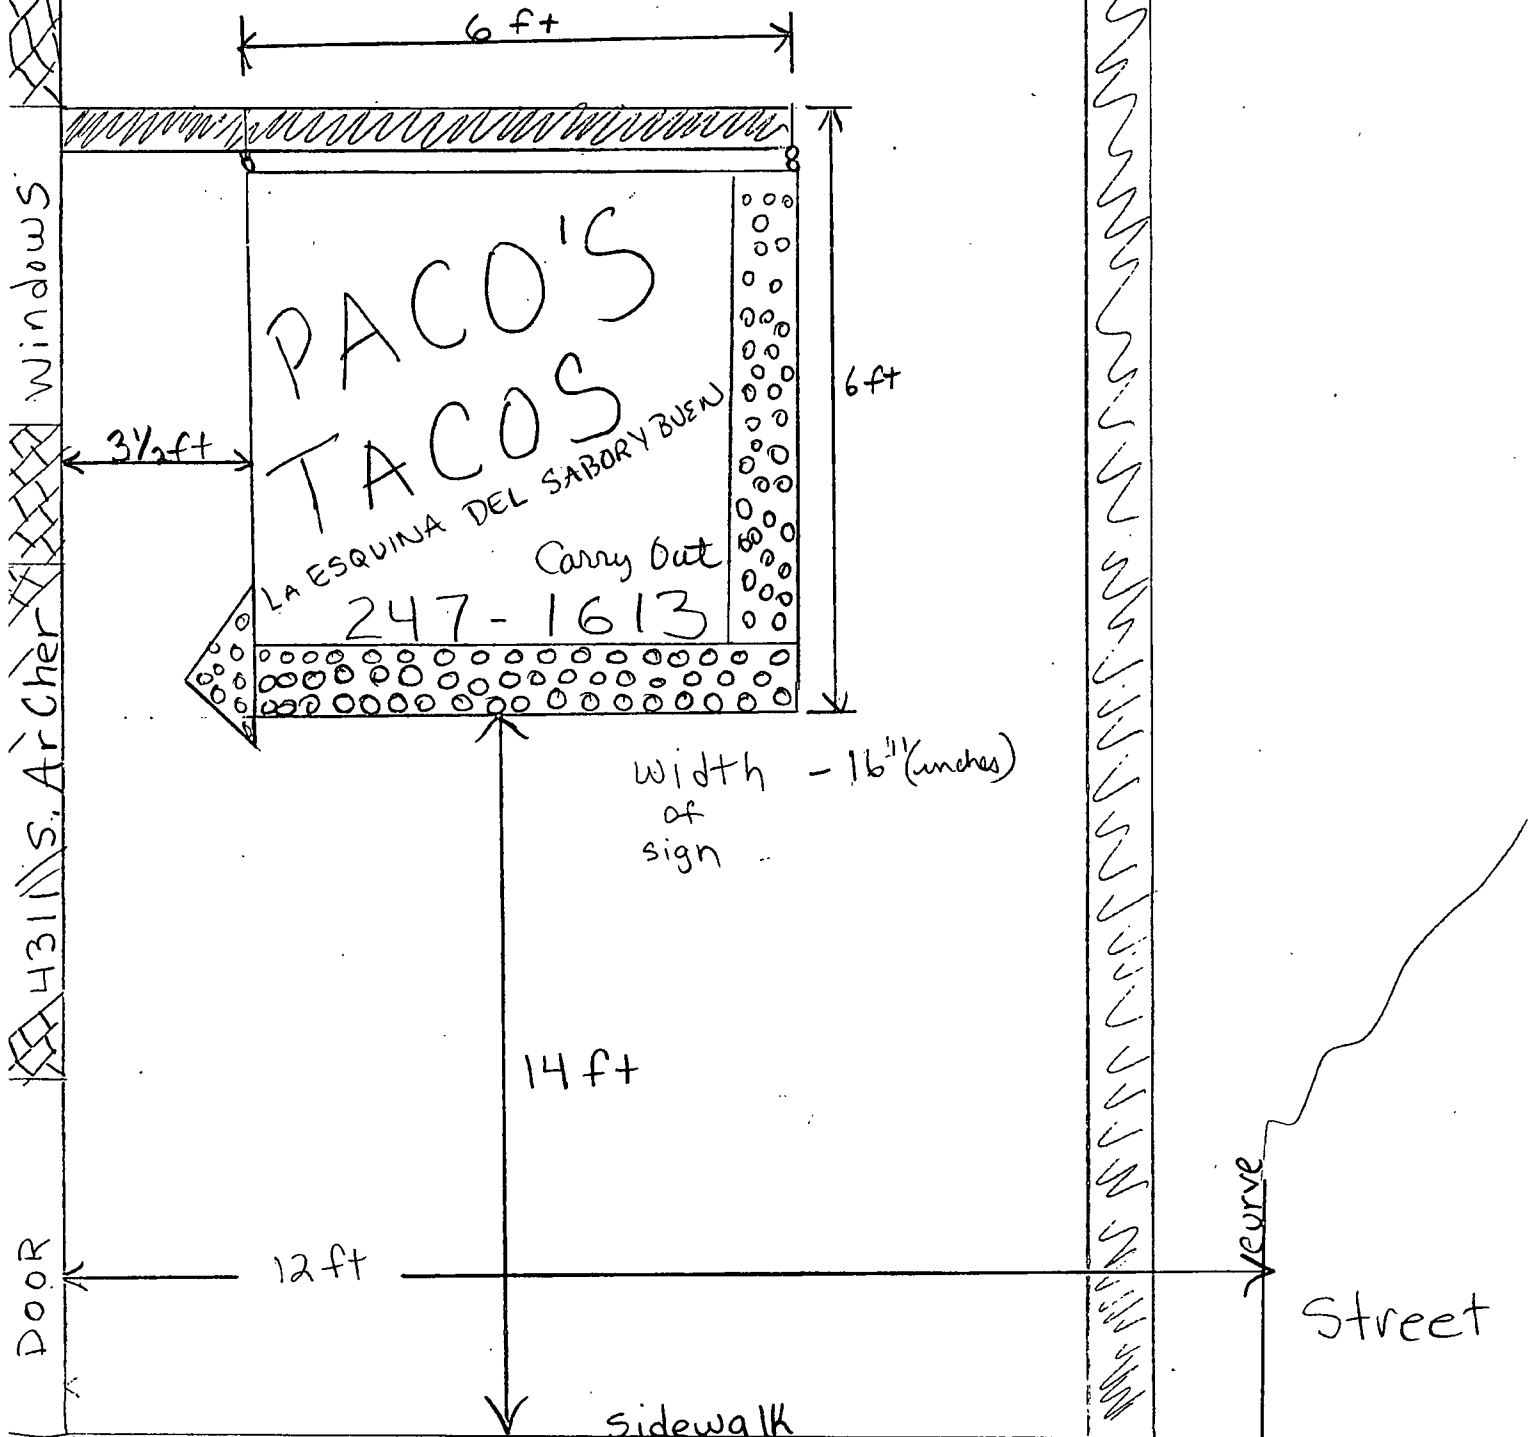 6 ft
Windows
PACO'S
TACOS
LA ESQUINA DEL SABOR Y BUEN
Carry Out
247-1613
6 ft
3½ ft
4311 S. Archer
width - 16" (inches)
of
sign
14 ft
curve
DOOR
12 ft
Street
sidewalk